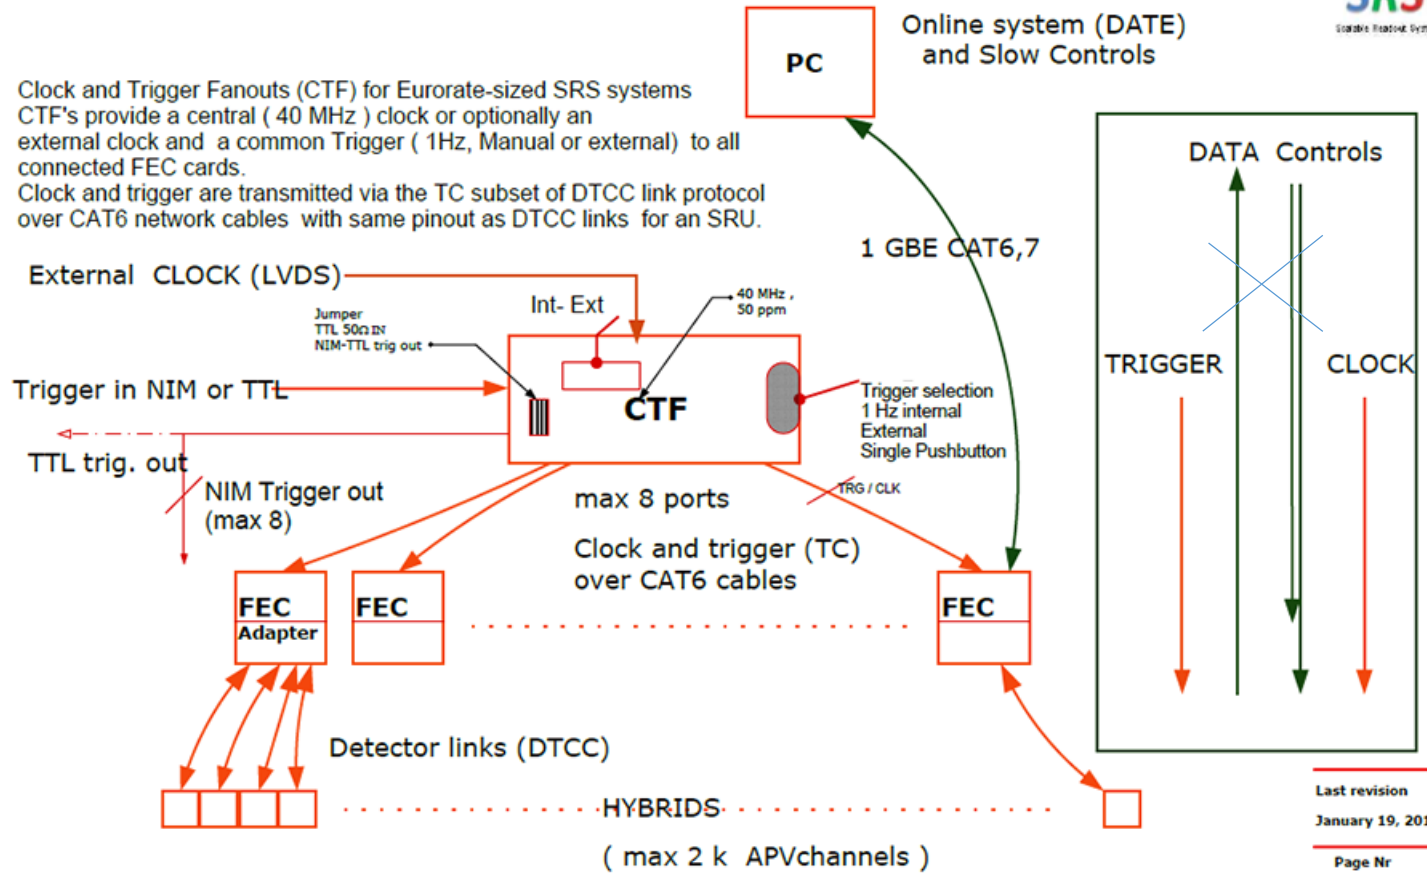 Online system (DATE)
and Slow Controls
SRS
PC
Clock and Trigger Fanouts (CTF) for Eurorate-sized SRS systems
CTF's provide a central ( 40 MHz ) clock or optionally an
external clock and a common Trigger ( 1Hz, Manual or external) to all
connected FEC cards.
Clock and trigger are transmitted via the TC subset of DTCC link protocol
over CAT6 network cables with same pinout as DTCC links for an SRU.
DATA Controls
1 GBE CAT6,7
External CLOCK (LVDS)
Int- Ext
40 MHz ,
50 ppm
Jumper
TTL 50Ω IN
NIM-TTL trig out
TRIGGER
CLOCK
Trigger in NIM or TTL
CTF
Trigger selection
1 Hz internal
External
Single Pushbutton
TTL trig. out
NIM Trigger out
(max 8)
max 8 ports
TRG / CLK
Clock and trigger (TC)
over CAT6 cables
FEC
Adapter
FEC
FEC
Detector links (DTCC)
HYBRIDS
( max 2 k APVchannels )
Last revision
January 19, 201
Page Nr